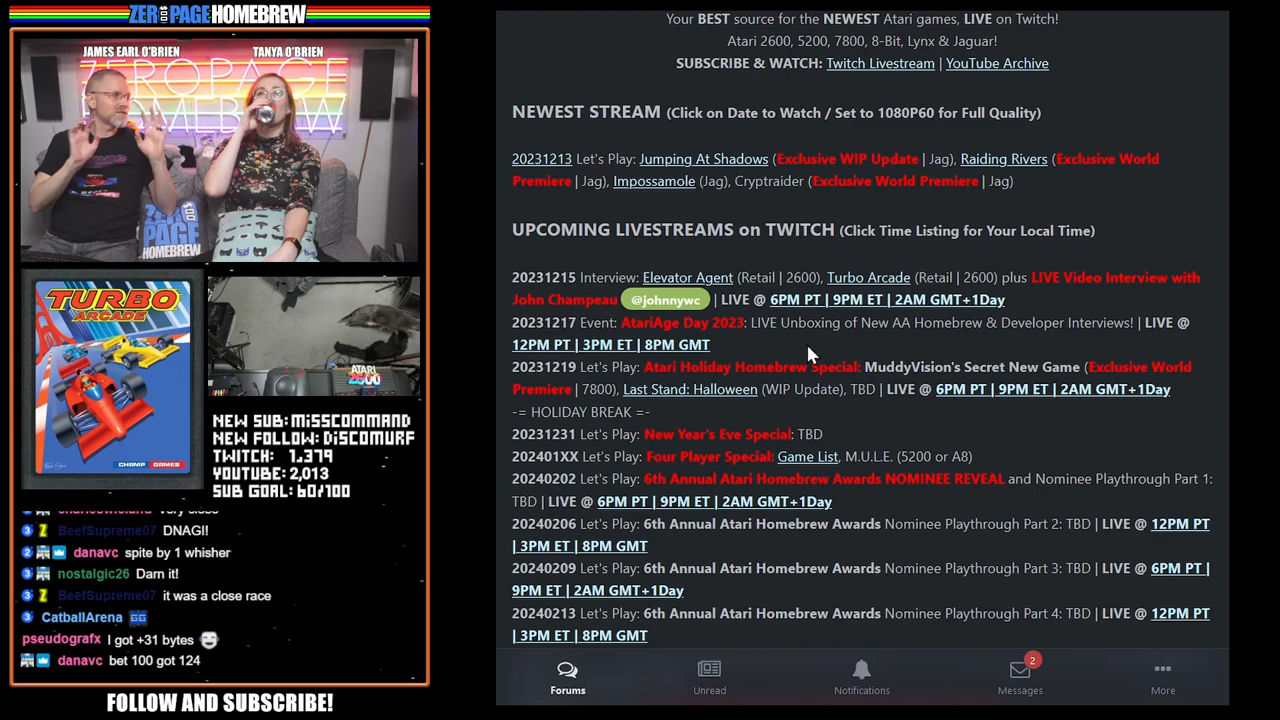 ZER PAGE HOMEBREW
JAMES EARL O'BRIEN
TANYA O'BRIEN
ZEROPAGE
HOMEBREW
ZERO
PAGE
HOMEBREW
TURBO
ARCADE
CHAMP GAMES
ATARI
2600
NEW SUB: MISSCOMMAND
NEW FOLLOW: DISCOMURF
TWITCH: 1,379
YOUTUBE: 2,013
SUB GOAL: 60/100
BeefSupreme07 DNAG!!
danavc spite by 1 whisher
nostalgic26 Darn it!
BeefSupreme07 it was a close race
CatballArena GG
pseudografx I got +31 bytes
danavc bet 100 got 124
FOLLOW AND SUBSCRIBE!
Your BEST source for the NEWEST Atari games, LIVE on Twitch!
Atari 2600, 5200, 7800, 8-Bit, Lynx & Jaguar!
SUBSCRIBE & WATCH: Twitch Livestream | YouTube Archive
NEWEST STREAM (Click on Date to Watch / Set to 1080P60 for Full Quality)
20231213 Let's Play: Jumping At Shadows (Exclusive WIP Update | Jag), Raiding Rivers (Exclusive World
Premiere | Jag), Impossamole (Jag), Cryptraider (Exclusive World Premiere | Jag)
UPCOMING LIVESTREAMS on TWITCH (Click Time Listing for Your Local Time)
20231215 Interview: Elevator Agent (Retail | 2600), Turbo Arcade (Retail | 2600) plus LIVE Video Interview with
John Champeau @johnnywc | LIVE @ 6PM PT | 9PM ET | 2AM GMT+1Day
20231217 Event: AtariAge Day 2023: LIVE Unboxing of New AA Homebrew & Developer Interviews! | LIVE @
12PM PT | 3PM ET | 8PM GMT
20231219 Let's Play: Atari Holiday Homebrew Special: MuddyVision's Secret New Game (Exclusive World
Premiere | 7800), Last Stand: Halloween (WIP Update), TBD | LIVE @ 6PM PT | 9PM ET | 2AM GMT+1Day
-= HOLIDAY BREAK =-
20231231 Let's Play: New Year's Eve Special: TBD
202401XX Let's Play: Four Player Special: Game List, M.U.L.E. (5200 or A8)
20240202 Let's Play: 6th Annual Atari Homebrew Awards NOMINEE REVEAL and Nominee Playthrough Part 1:
TBD | LIVE @ 6PM PT | 9PM ET | 2AM GMT+1Day
20240206 Let's Play: 6th Annual Atari Homebrew Awards Nominee Playthrough Part 2: TBD | LIVE @ 12PM PT
| 3PM ET | 8PM GMT
20240209 Let's Play: 6th Annual Atari Homebrew Awards Nominee Playthrough Part 3: TBD | LIVE @ 6PM PT |
9PM ET | 2AM GMT+1Day
20240213 Let's Play: 6th Annual Atari Homebrew Awards Nominee Playthrough Part 4: TBD | LIVE @ 12PM PT
| 3PM ET | 8PM GMT
2
Forums
Unread
Notifications
Messages
More